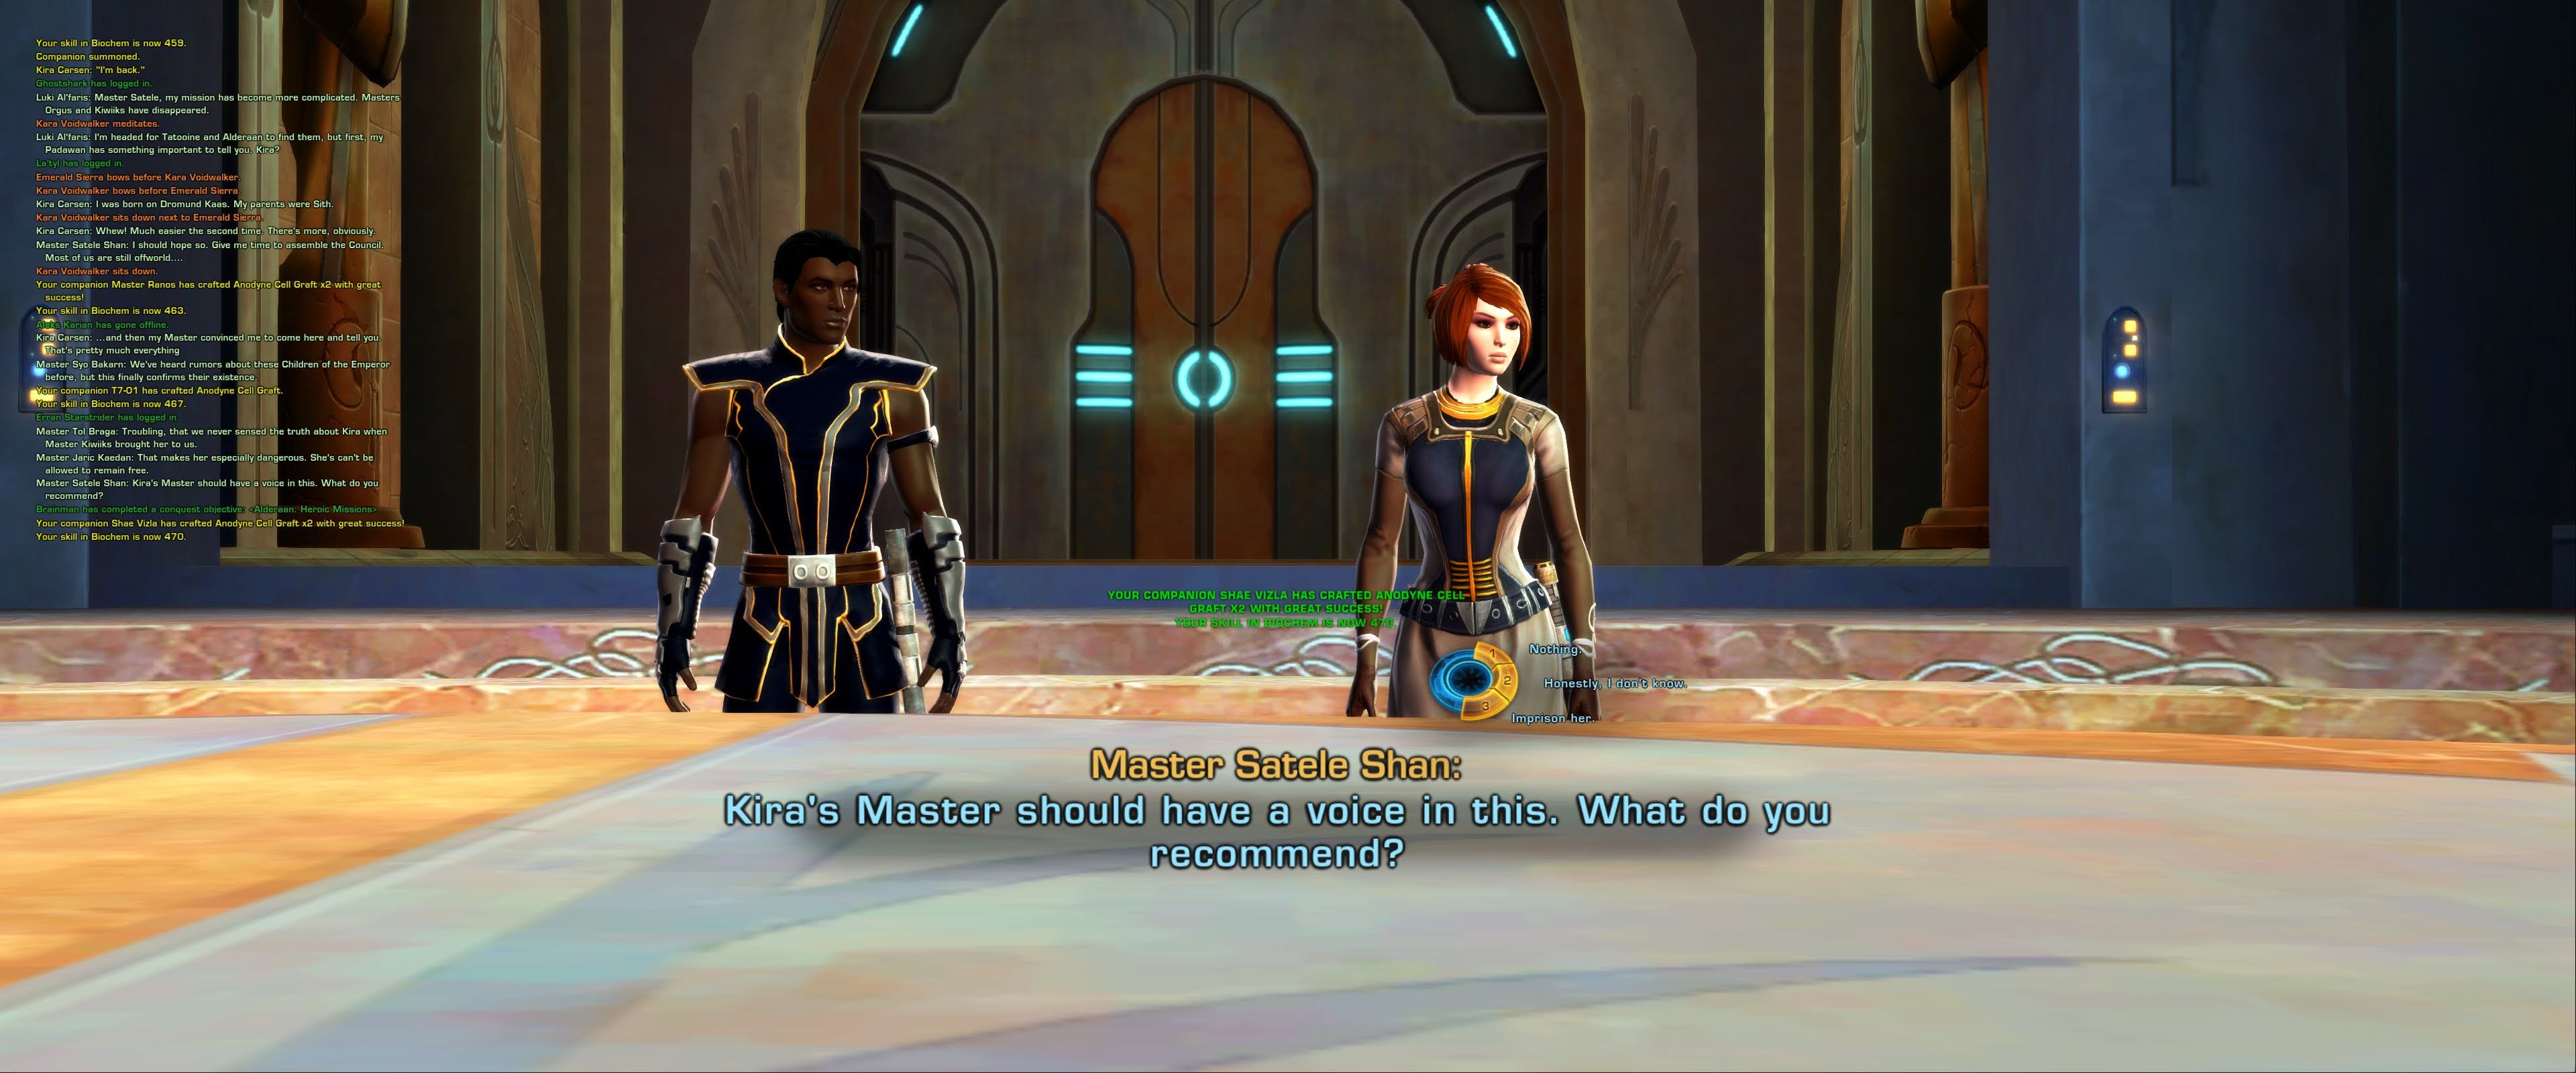 Your skill in Biochem is now 459.
Companion summoned.
Kira Carsen: "I'm back."
Ghostshark has logged in.
Luki Al'faris: Master Satele, my mission has become more complicated. Masters
Orgus and Kiwiiks have disappeared.
Kara Voidwalker meditates.
Luki Al'faris: I'm headed for Tatooine and Alderaan to find them, but first, my
Padawan has something important to tell you. Kira?
La'tyl has logged in.
Emerald Sierra bows before Kara Voidwalker.
Kara Voidwalker bows before Emerald Sierra.
Kira Carsen: I was born on Dromund Kaas. My parents were Sith.
Kara Voidwalker sits down next to Emerald Sierra.
Kira Carsen: Whew! Much easier the second time. There's more, obviously.
Master Satele Shan: I should hope so. Give me time to assemble the Council.
Most of us are still offworld....
Kara Voidwalker sits down.
Your companion Master Ranos has crafted Anodyne Cell Graft x2 with great
success!
Your skill in Biochem is now 463.
Aleks Karian has gone offline.
Kira Carsen: ...and then my Master convinced me to come here and tell you.
That's pretty much everything
Master Syo Bakarn: We've heard rumors about these Children of the Emperor
before, but this finally confirms their existence.
Your companion T7-01 has crafted Anodyne Cell Graft.
Your skill in Biochem is now 467.
Erran Starstrider has logged in.
Master Tol Braga: Troubling, that we never sensed the truth about Kira when
Master Kiwiiks brought her to us.
Master Jaric Kaedan: That makes her especially dangerous. She's can't be
allowed to remain free.
Master Satele Shan: Kira's Master should have a voice in this. What do you
recommend?
Brainman has completed a conquest objective: <Alderaan: Heroic Missions>
Your companion Shae Vizla has crafted Anodyne Cell Graft x2 with great success!
Your skill in Biochem is now 470.
YOUR COMPANION SHAE VIZLA HAS CRAFTED ANODYNE CELL
GRAFT X2 WITH GREAT SUCCESS!
YOUR SKILL IN BIOCHEM IS NOW 470.
1 Nothing.
2 Honestly, I don't know.
3 Imprison her.
Master Satele Shan:
Kira's Master should have a voice in this. What do you
recommend?